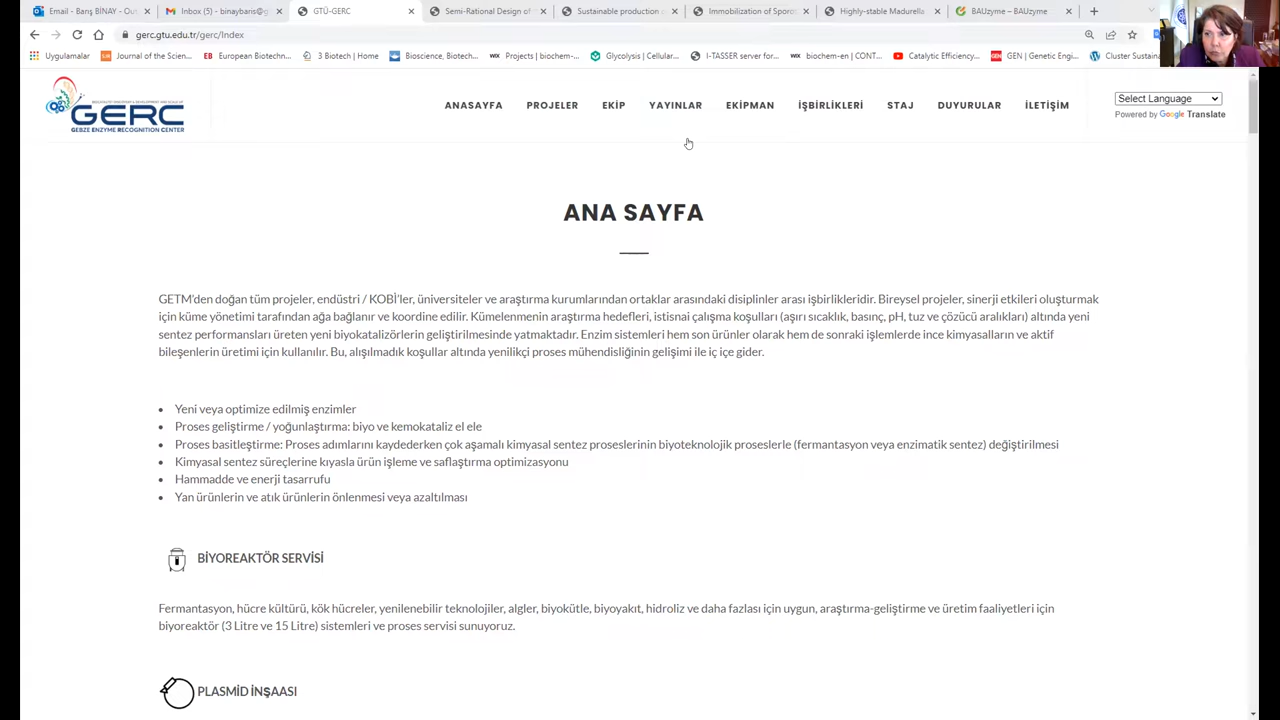 Email - Barış BİNAY - Ou
Inbox (5) - binaybaris@g
GTÜ-GERC
Semi-Rational Design of
Sustainable production o
Immobilization of Sporo
Highly-stable Madurella
BAUzyme – BAUzyme
gerc.gtu.edu.tr/gerc/Index
Uygulamalar
Journal of the Scienc...
European Biotechn...
3 Biotech | Home
Bioscience, Biotech...
Projects | biochem-...
Glycolysis | Cellular...
I-TASSER server for...
biochem-en | CONT...
Catalytic Efficiency...
GEN | Genetic Engi...
Cluster Sustaina
GERC
GEBZE ENZYME RECOGNITION CENTER
ANASAYFA PROJELER EKİP YAYINLAR EKİPMAN İŞBİRLİKLERİ STAJ DUYURULAR İLETİŞİM
Select Language
Powered by Google Translate
ANA SAYFA
GETM'den doğan tüm projeler, endüstri / KOBİ'ler, üniversiteler ve araştırma kurumlarından ortaklar arasındaki disiplinler arası işbirlikleridir. Bireysel projeler, sinerji etkileri oluşturmak
için küme yönetimi tarafından ağa bağlanır ve koordine edilir. Kümelenmenin araştırma hedefleri, istisnai çalışma koşulları (aşırı sıcaklık, basınç, pH, tuz ve çözücü aralıkları) altında yeni
sentez performansları üreten yeni biyokatalizörlerin geliştirilmesinde yatmaktadır. Enzim sistemleri hem son ürünler olarak hem de sonraki işlemlerde ince kimyasalların ve aktif
bileşenlerin üretimi için kullanılır. Bu, alışılmadık koşullar altında yenilikçi proses mühendisliğinin gelişimi ile iç içe gider.
• Yeni veya optimize edilmiş enzimler
• Proses geliştirme / yoğunlaştırma: biyo ve kemokataliz el ele
• Proses basitleştirme: Proses adımlarını kaydederken çok aşamalı kimyasal sentez proseslerinin biyoteknolojik proseslerle (fermantasyon veya enzimatik sentez) değiştirilmesi
• Kimyasal sentez süreçlerine kıyasla ürün işleme ve saflaştırma optimizasyonu
• Hammadde ve enerji tasarrufu
• Yan ürünlerin ve atık ürünlerin önlenmesi veya azaltılması
BİYOREAKTÖR SERVİSİ
Fermantasyon, hücre kültürü, kök hücreler, yenilenebilir teknolojiler, algler, biyokütle, biyoyakıt, hidroliz ve daha fazlası için uygun, araştırma-geliştirme ve üretim faaliyetleri için
biyoreaktör (3 Litre ve 15 Litre) sistemleri ve proses servisi sunuyoruz.
PLASMİD İNŞAASI